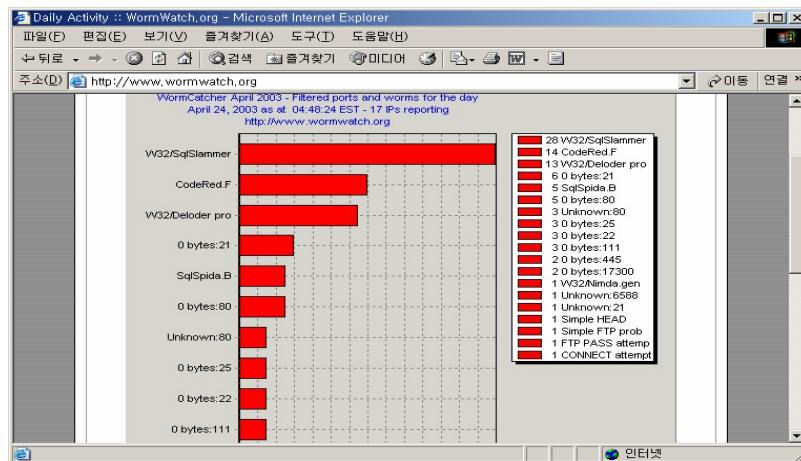 Daily Activity :: WormWatch.org - Microsoft Internet Explorer
파일(F) 편집(E) 보기(V) 즐겨찾기(A) 도구(T) 도움말(H)
뒤로 검색 즐겨찾기 미디어
주소(D) http://www.wormwatch.org 이동 연결 »
WormCatcher April 2003 - Filtered ports and worms for the day
April 24, 2003 as at 04:48:24 EST - 17 IPs reporting
http://www.wormwatch.org
W32/SqlSlammer
CodeRed.F
W32/Deloder pro
0 bytes:21
SqlSpida.B
0 bytes:80
Unknown:80
0 bytes:25
0 bytes:22
0 bytes:111
28 W32/SqlSlammer
14 CodeRed.F
13 W32/Deloder pro
6 0 bytes:21
5 SqlSpida.B
5 0 bytes:80
3 Unknown:80
3 0 bytes:25
3 0 bytes:22
3 0 bytes:111
2 0 bytes:445
2 0 bytes:17300
1 W32/Nimda.gen
1 Unknown:6588
1 Unknown:21
1 Simple HEAD
1 Simple FTP prob
1 FTP PASS attemp
1 CONNECT attempt
인터넷